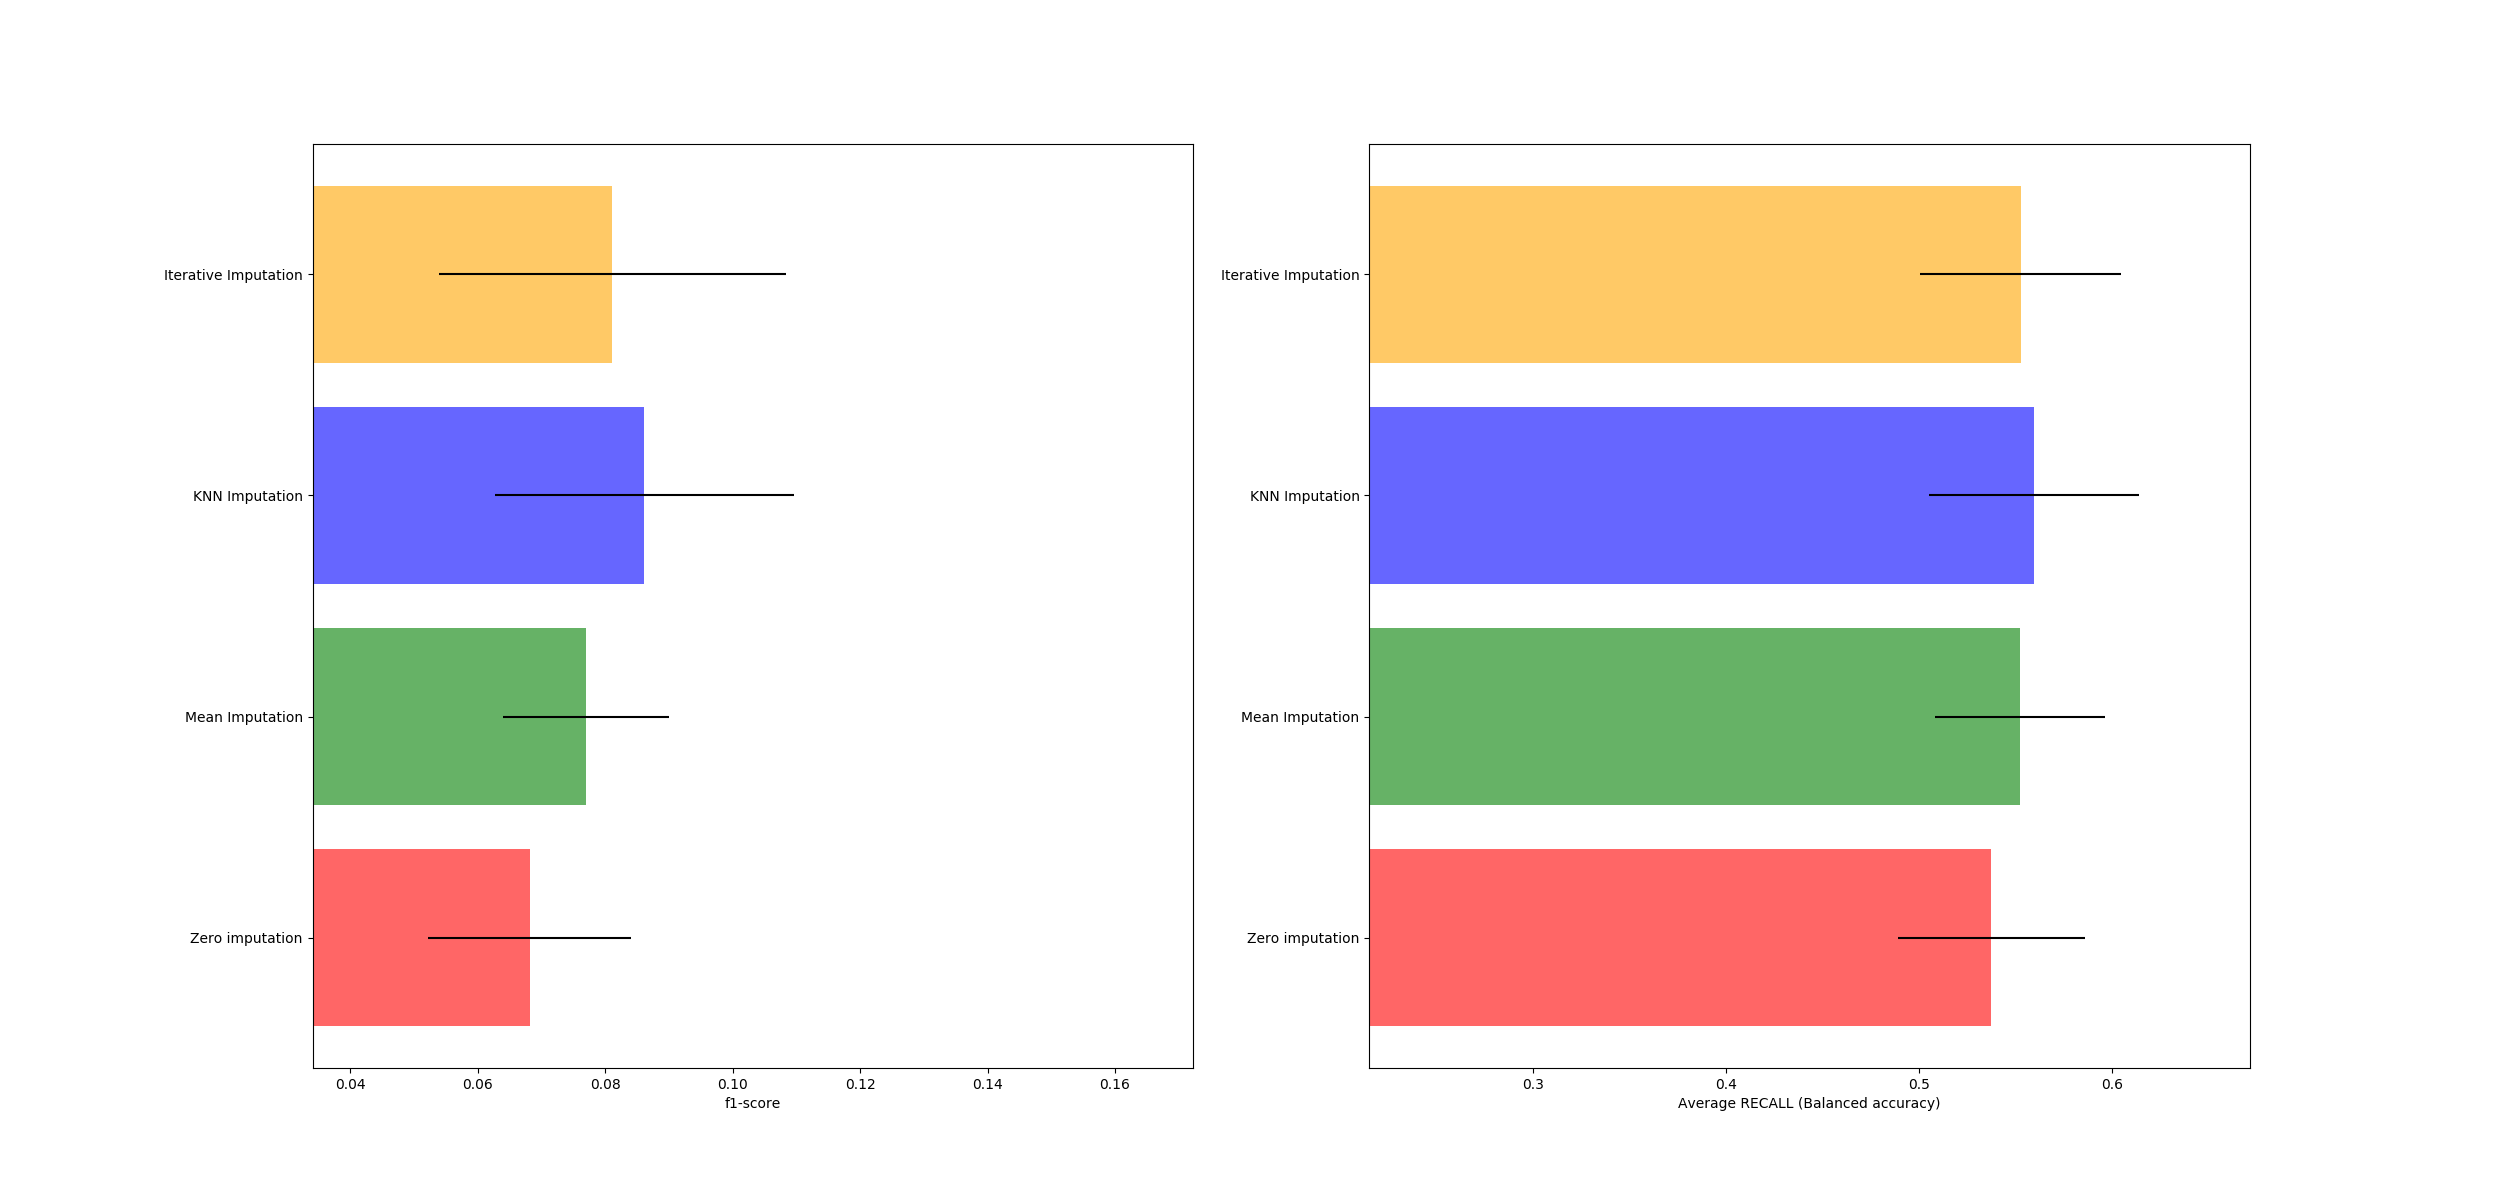 Iterative Imputation
KNN Imputation
Mean Imputation
Zero imputation
0.04 0.06 0.08 0.10 0.12 0.14 0.16
f1-score
Iterative Imputation
KNN Imputation
Mean Imputation
Zero imputation
0.3 0.4 0.5 0.6
Average RECALL (Balanced accuracy)